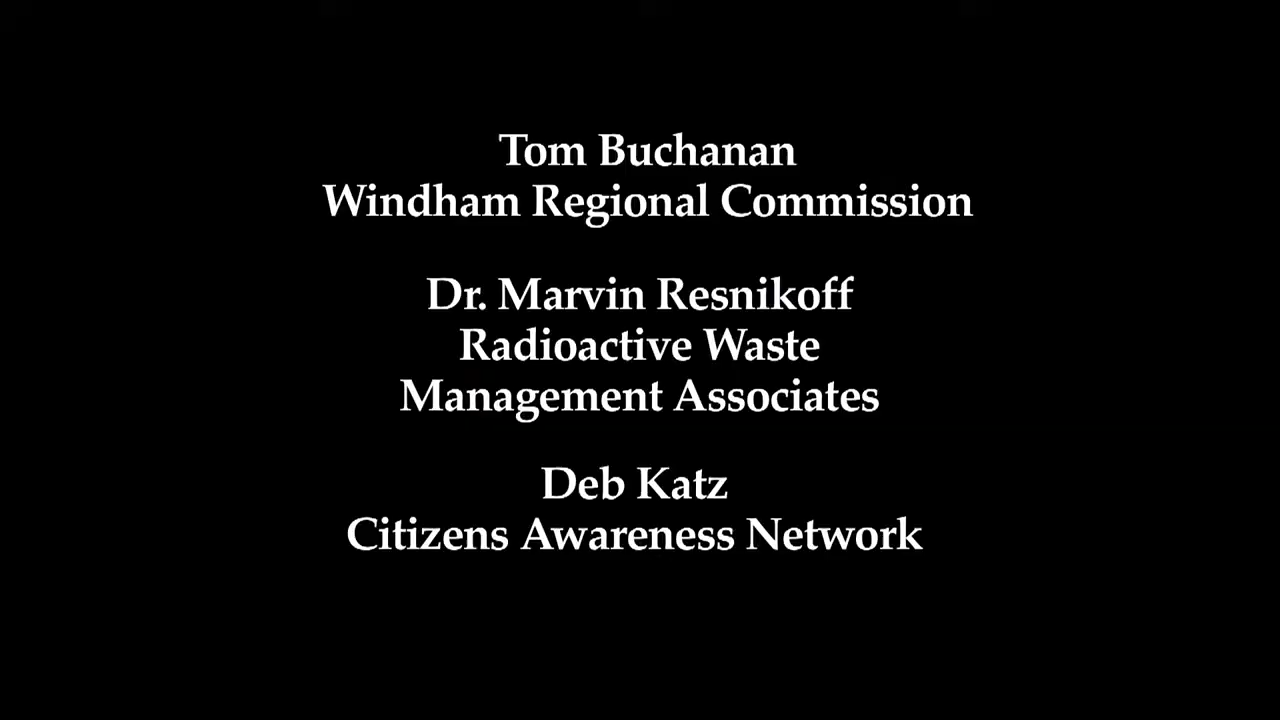 Tom Buchanan
Windham Regional Commission
Dr. Marvin Resnikoff
Radioactive Waste
Management Associates
Deb Katz
Citizens Awareness Network